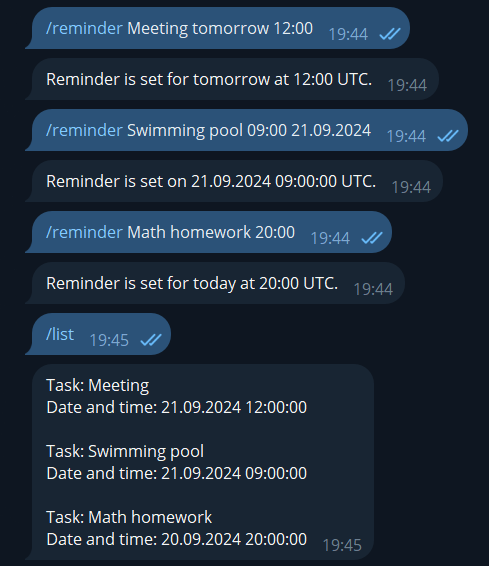 /reminder Meeting tomorrow 12:00 19:44
Reminder is set for tomorrow at 12:00 UTC. 19:44
/reminder Swimming pool 09:00 21.09.2024 19:44
Reminder is set on 21.09.2024 09:00:00 UTC. 19:44
/reminder Math homework 20:00 19:44
Reminder is set for today at 20:00 UTC. 19:44
/list 19:45
Task: Meeting
Date and time: 21.09.2024 12:00:00
Task: Swimming pool
Date and time: 21.09.2024 09:00:00
Task: Math homework
Date and time: 20.09.2024 20:00:00 19:45